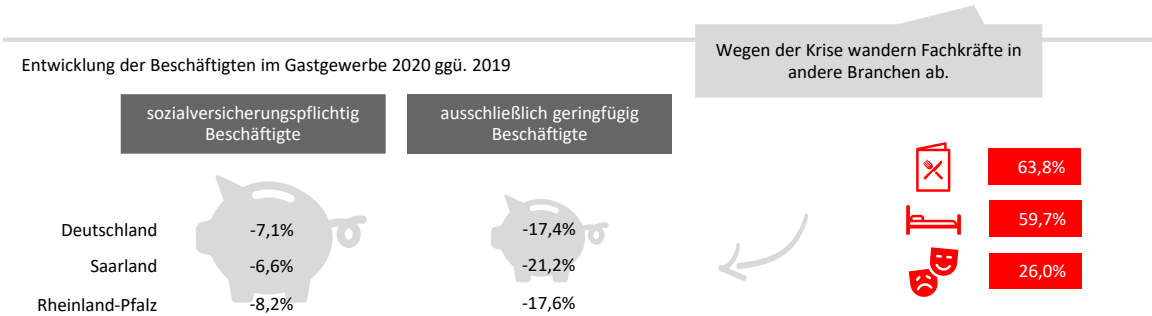 Wegen der Krise wandern Fachkräfte in
andere Branchen ab.
Entwicklung der Beschäftigten im Gastgewerbe 2020 ggü. 2019
sozialversicherungspflichtig
Beschäftigte
ausschließlich geringfügig
Beschäftigte
63,8%
59,7%
26,0%
Deutschland -7,1% -17,4%
Saarland -6,6% -21,2%
Rheinland-Pfalz -8,2% -17,6%